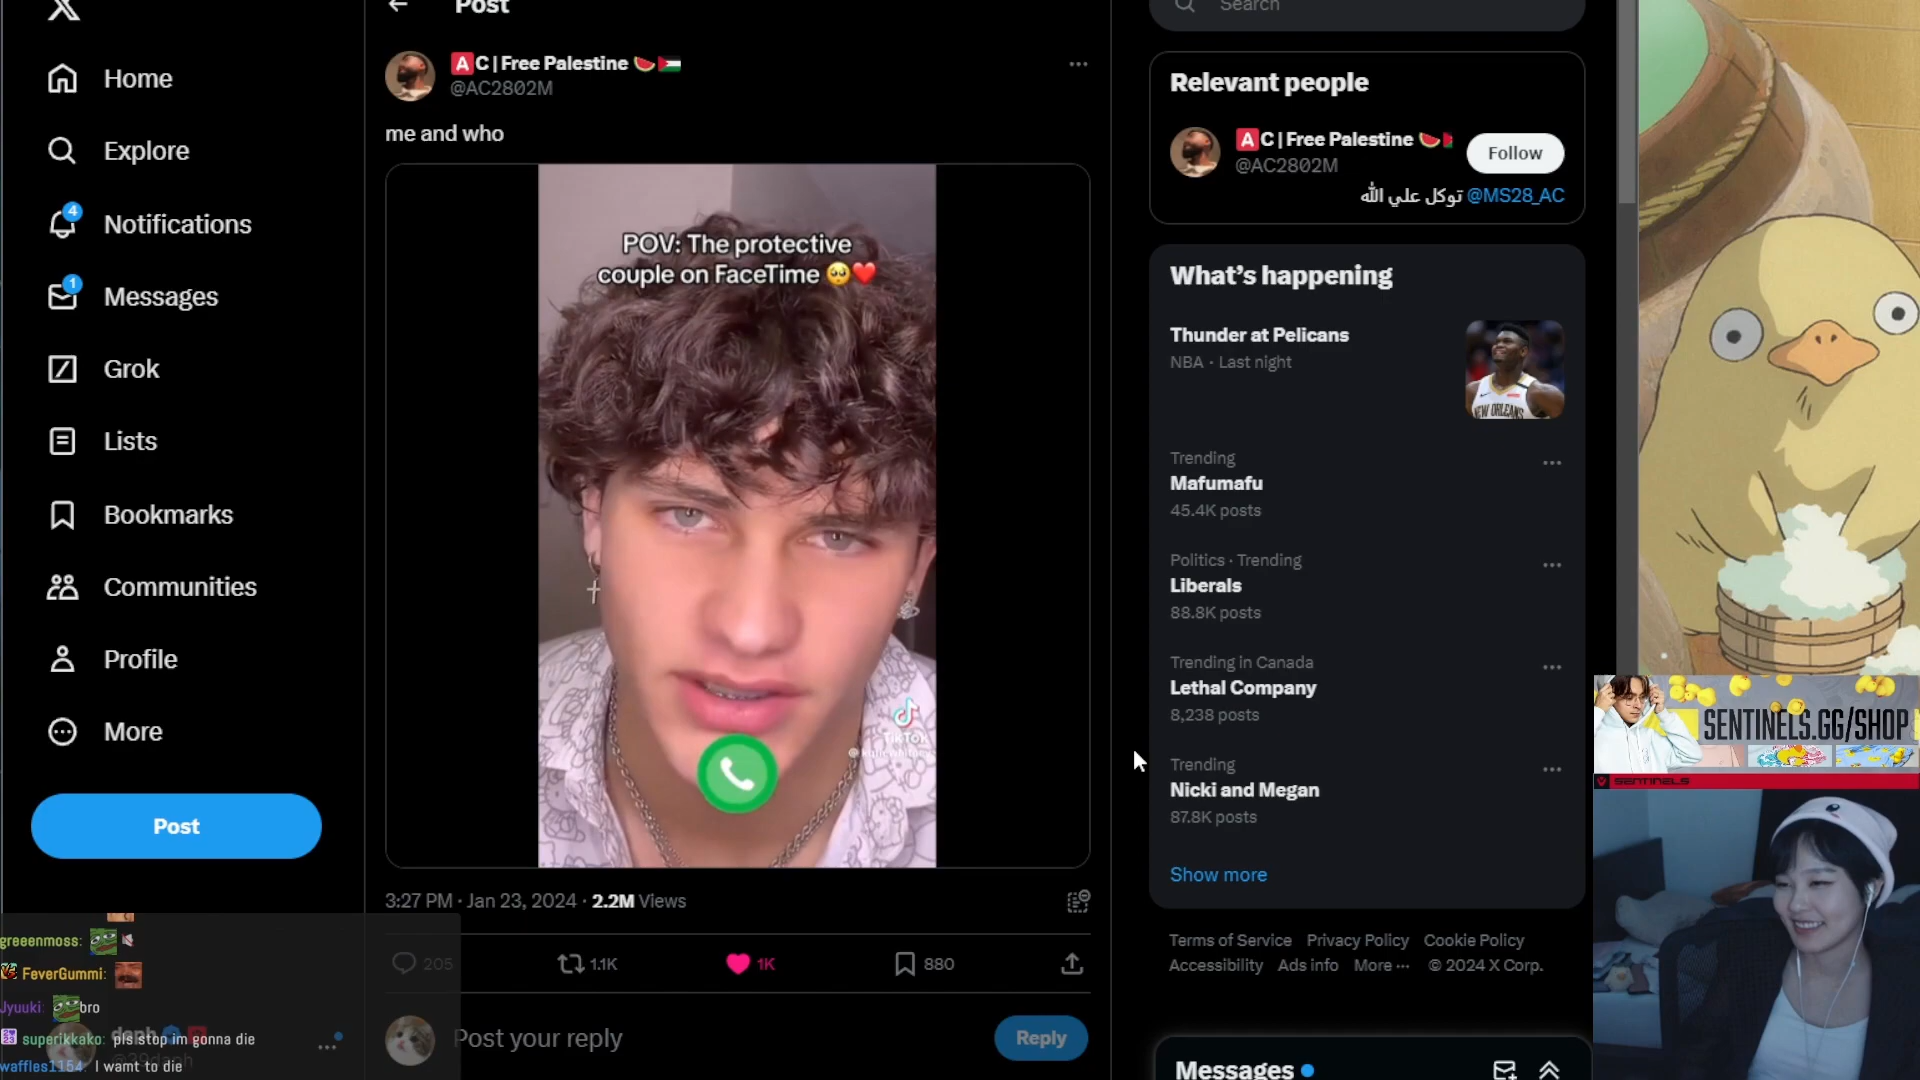 Post
Search
Home
Explore
4
Notifications
1
Messages
Grok
Lists
Bookmarks
Communities
Profile
More
Post
🅰️C | Free Palestine 🍉🇵🇸
@AC2802M
me and who
POV: The protective
couple on FaceTime 🥺❤️
TikTok
3:27 PM · Jan 23, 2024 · 2.2M Views
205
1.1K
1K
880
Post your reply
Reply
Relevant people
🅰️C | Free Palestine 🍉
@AC2802M
Follow
@MS28_AC توكل علي الله
What's happening
Thunder at Pelicans
NBA · Last night
NEW ORLEANS
Trending
Mafumafu
45.4K posts
Politics · Trending
Liberals
88.8K posts
Trending in Canada
Lethal Company
8,238 posts
Trending
Nicki and Megan
87.8K posts
Show more
Terms of Service Privacy Policy Cookie Policy
Accessibility Ads info More ··· © 2024 X Corp.
Messages
SENTINELS.GG/SHOP
SENTINELS
greeenmoss:
FeverGummi:
Jyuuki: bro
superikkako: pls stop im gonna die
waffles1154: I wamt to die